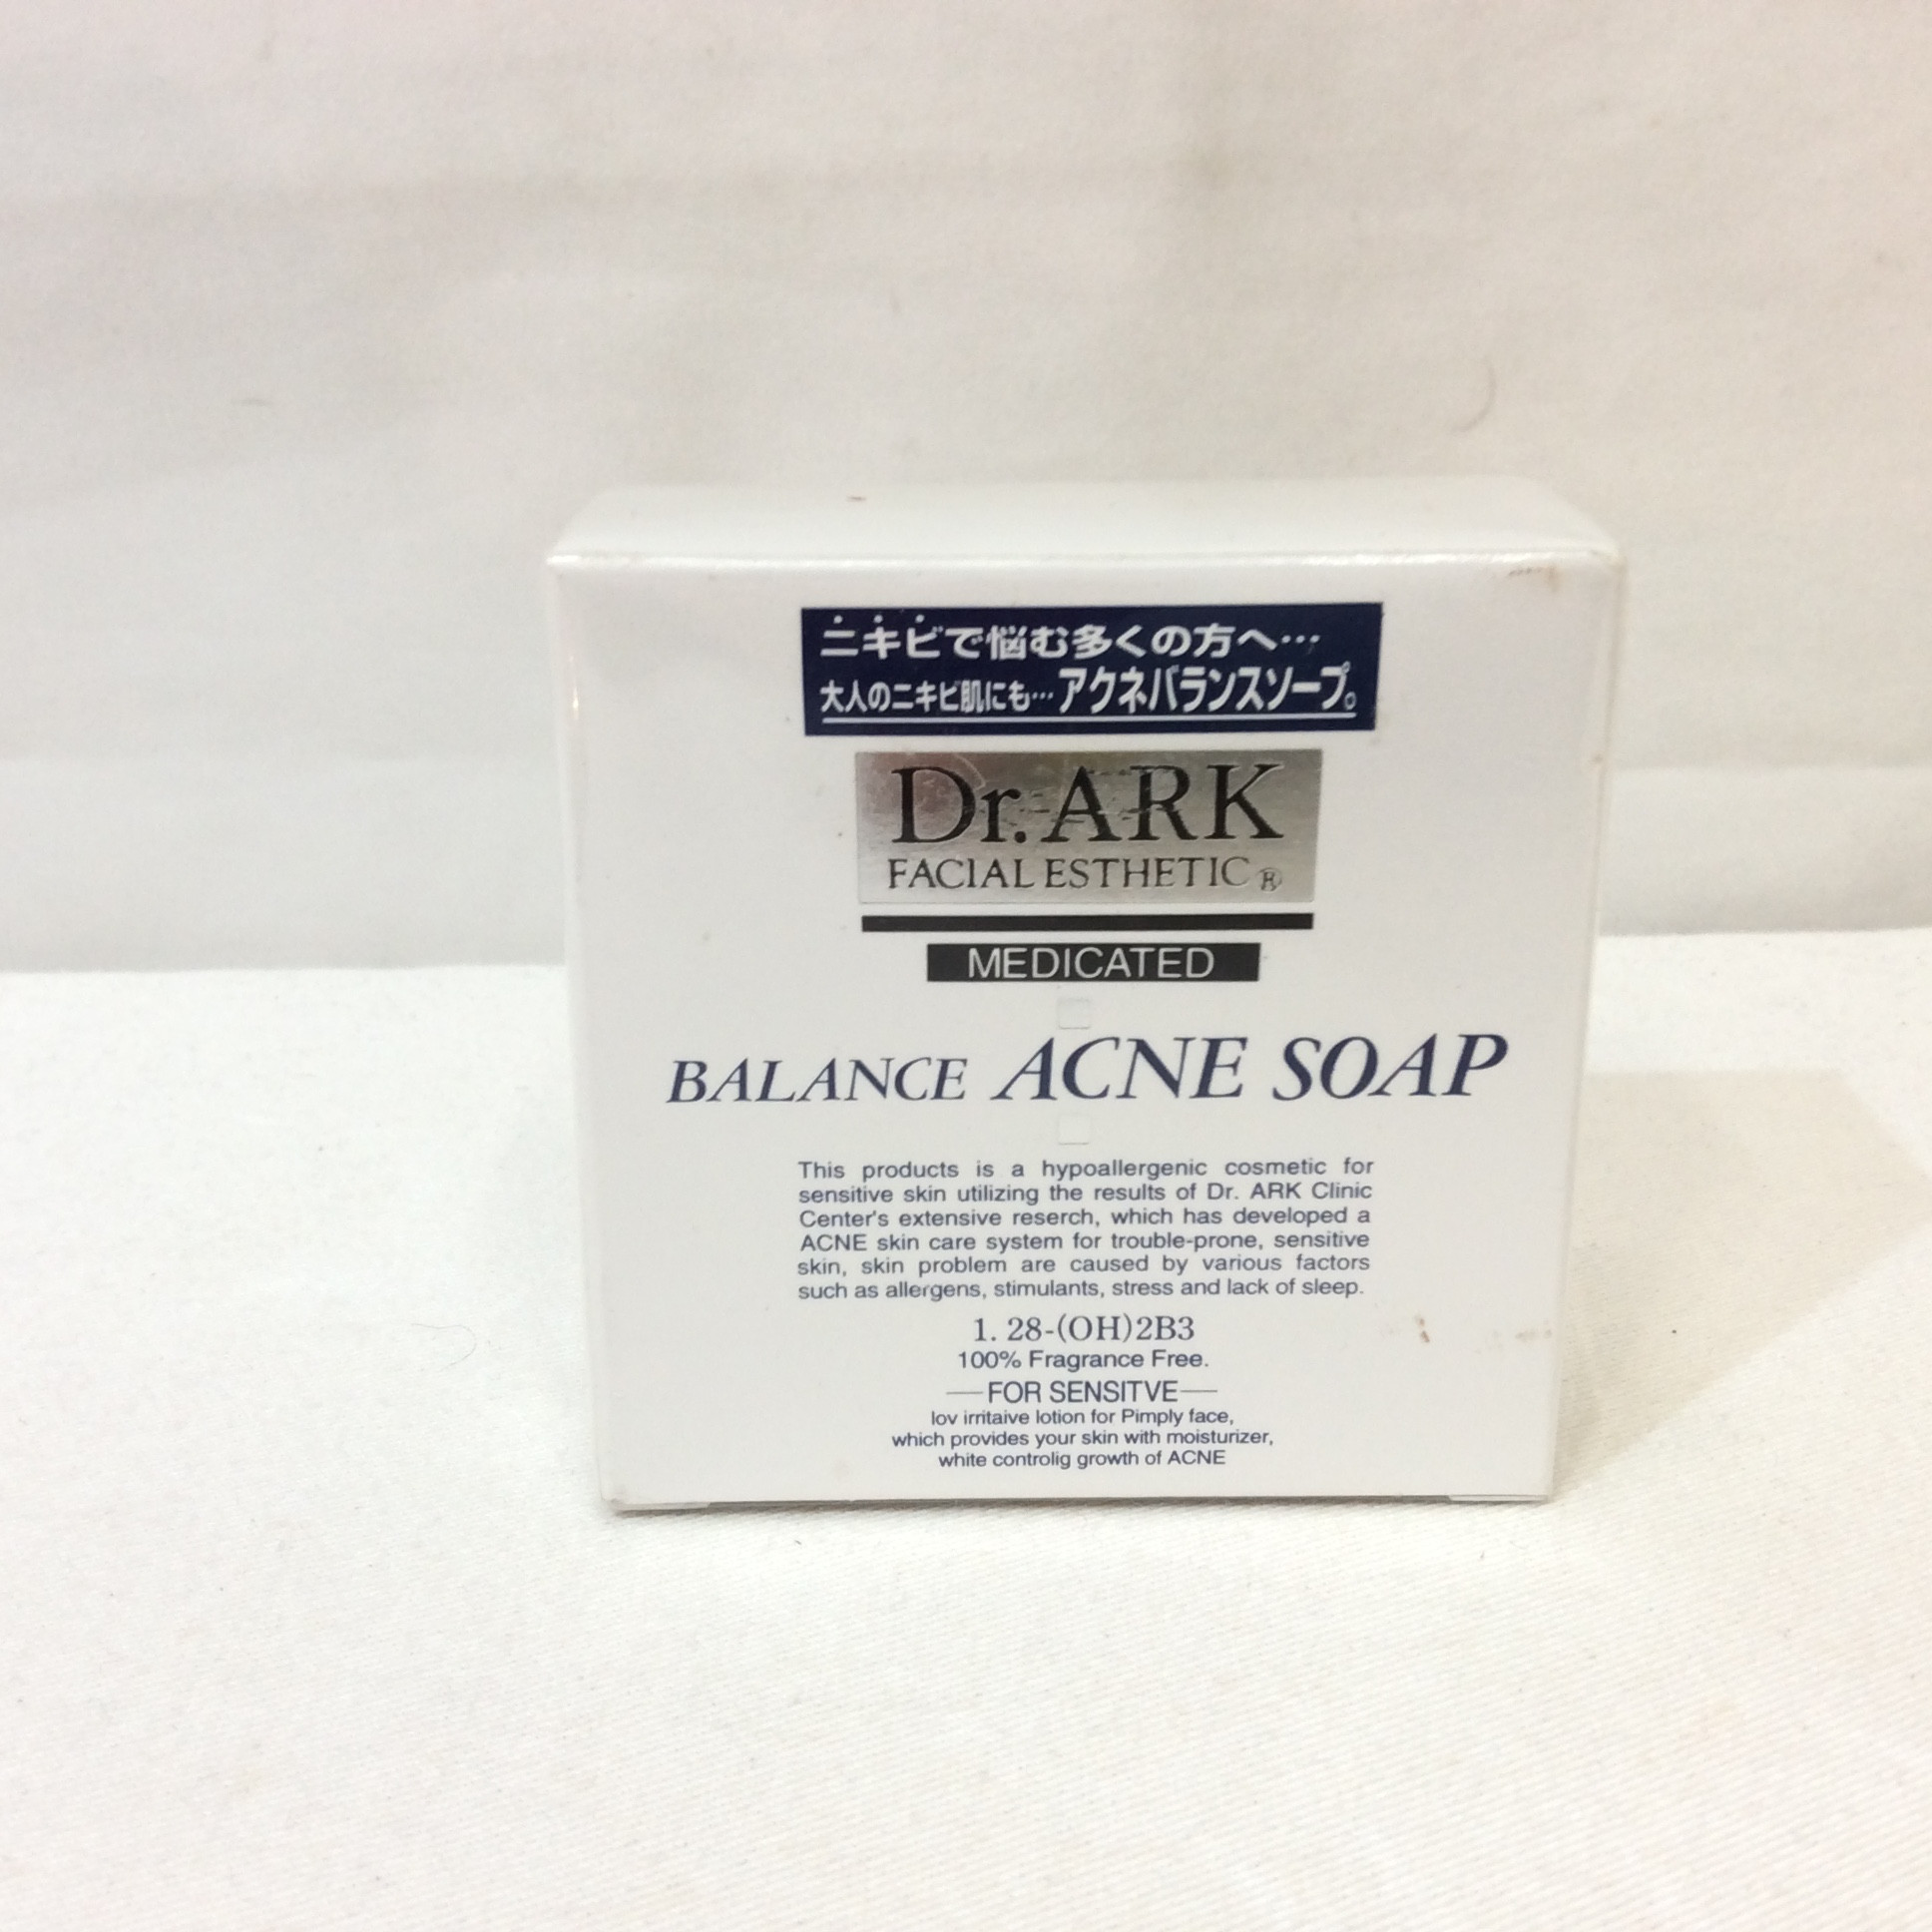 ニキビで悩む多くの方へ…
大人のニキビ肌にも…アクネバランスソープ。
Dr.ARK
FACIAL ESTHETIC®
MEDICATED
BALANCE ACNE SOAP
This products is a hypoallergenic cosmetic for
sensitive skin utilizing the results of Dr. ARK Clinic
Center's extensive reserch, which has developed a
ACNE skin care system for trouble-prone, sensitive
skin, skin problem are caused by various factors
such as allergens, stimulants, stress and lack of sleep.
1. 28-(OH)2B3
100% Fragrance Free.
—FOR SENSITVE—
lov irritaive lotion for Pimply face,
which provides your skin with moisturizer,
white controlig growth of ACNE